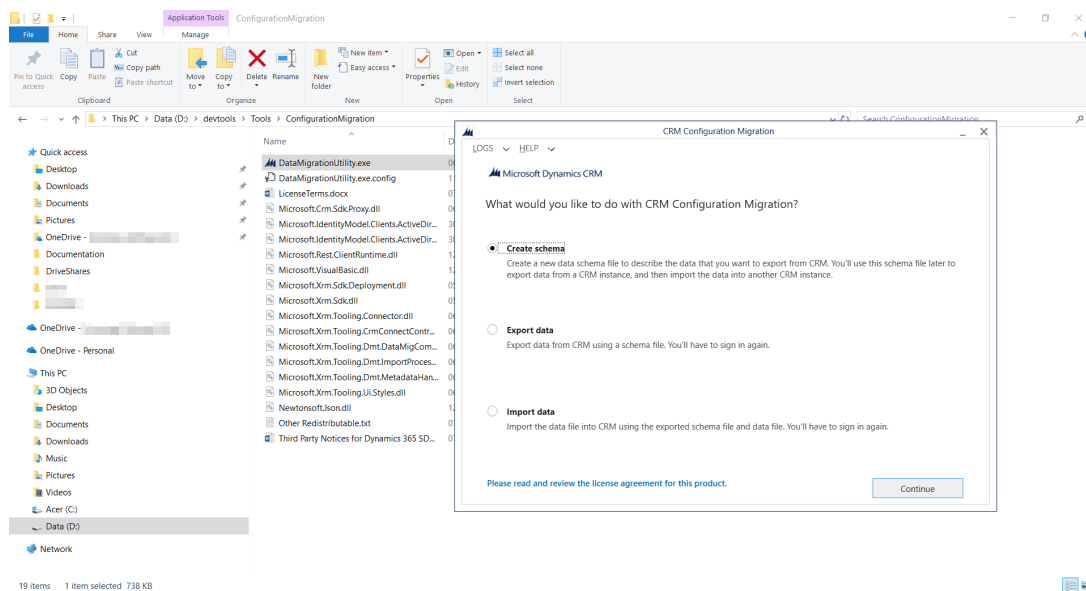 Application Tools ConfigurationMigration
File Home Share View Manage
Pin to Quick access
Copy
Paste
Cut
Copy path
Paste shortcut
Move to
Copy to
Delete
Rename
New folder
New item
Easy access
Properties
Open
Edit
History
Select all
Select none
Invert selection
Clipboard Organize New Open Select
This PC > Data (D:) > devtools > Tools > ConfigurationMigration
Search ConfigurationMigration
Quick access
Desktop
Downloads
Documents
Pictures
OneDrive -
Documentation
DriveShares
OneDrive -
OneDrive - Personal
This PC
3D Objects
Desktop
Documents
Downloads
Music
Pictures
Videos
Acer (C:)
Data (D:)
Network
Name
DataMigrationUtility.exe
DataMigrationUtility.exe.config
LicenseTerms.docx
Microsoft.Crm.Sdk.Proxy.dll
Microsoft.IdentityModel.Clients.ActiveDir...
Microsoft.IdentityModel.Clients.ActiveDir...
Microsoft.Rest.ClientRuntime.dll
Microsoft.VisualBasic.dll
Microsoft.Xrm.Sdk.Deployment.dll
Microsoft.Xrm.Sdk.dll
Microsoft.Xrm.Tooling.Connector.dll
Microsoft.Xrm.Tooling.CrmConnectContr...
Microsoft.Xrm.Tooling.Dmt.DataMigCom...
Microsoft.Xrm.Tooling.Dmt.ImportProces...
Microsoft.Xrm.Tooling.Dmt.MetadataHan...
Microsoft.Xrm.Tooling.Ui.Styles.dll
Newtonsoft.Json.dll
Other Redistributable.txt
Third Party Notices for Dynamics 365 SD...
CRM Configuration Migration
LOGS HELP
Microsoft Dynamics CRM
What would you like to do with CRM Configuration Migration?
Create schema
Create a new data schema file to describe the data that you want to export from CRM. You'll use this schema file later to
export data from a CRM instance, and then import the data into another CRM instance.
Export data
Export data from CRM using a schema file. You'll have to sign in again.
Import data
Import the data file into CRM using the exported schema file and data file. You'll have to sign in again.
Please read and review the license agreement for this product.
Continue
19 items 1 item selected 738 KB